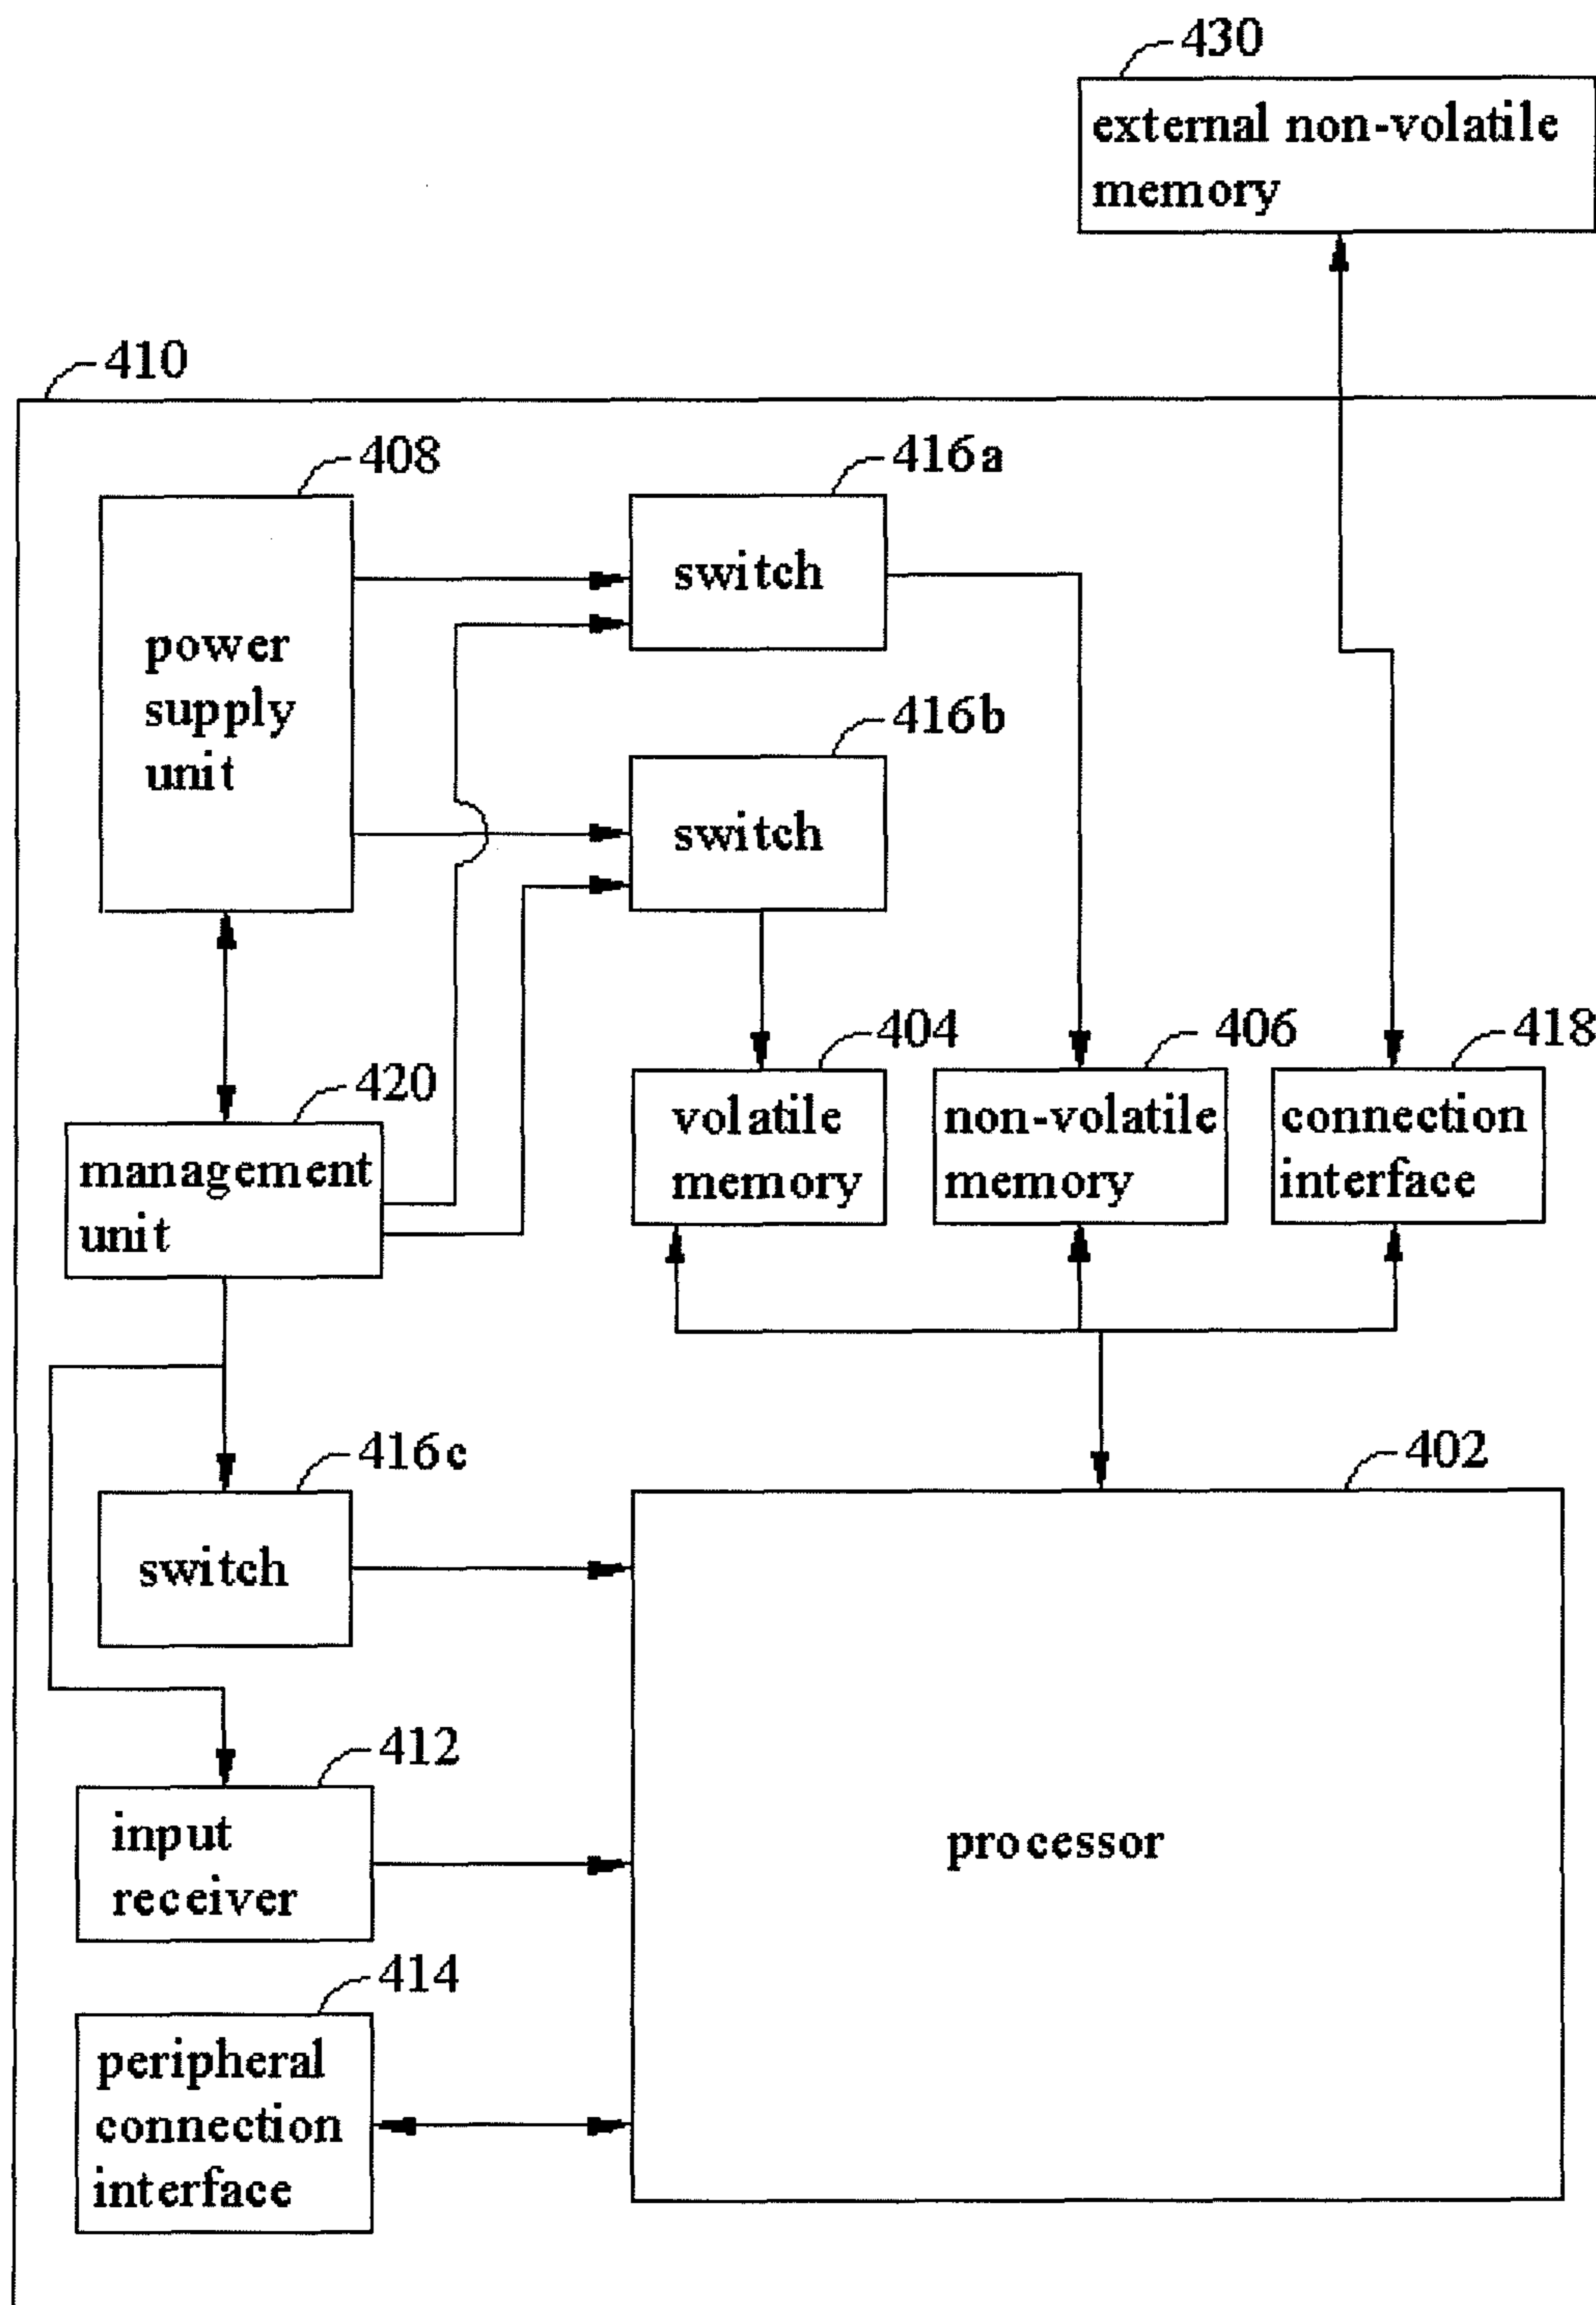 430
external non-volatile
memory
410
408
416a
power
supply
unit
switch
416b
switch
420
management
unit
404
volatile
memory
406
non-volatile
memory
418
connection
interface
416c
switch
402
processor
412
input
receiver
414
peripheral
connection
interface